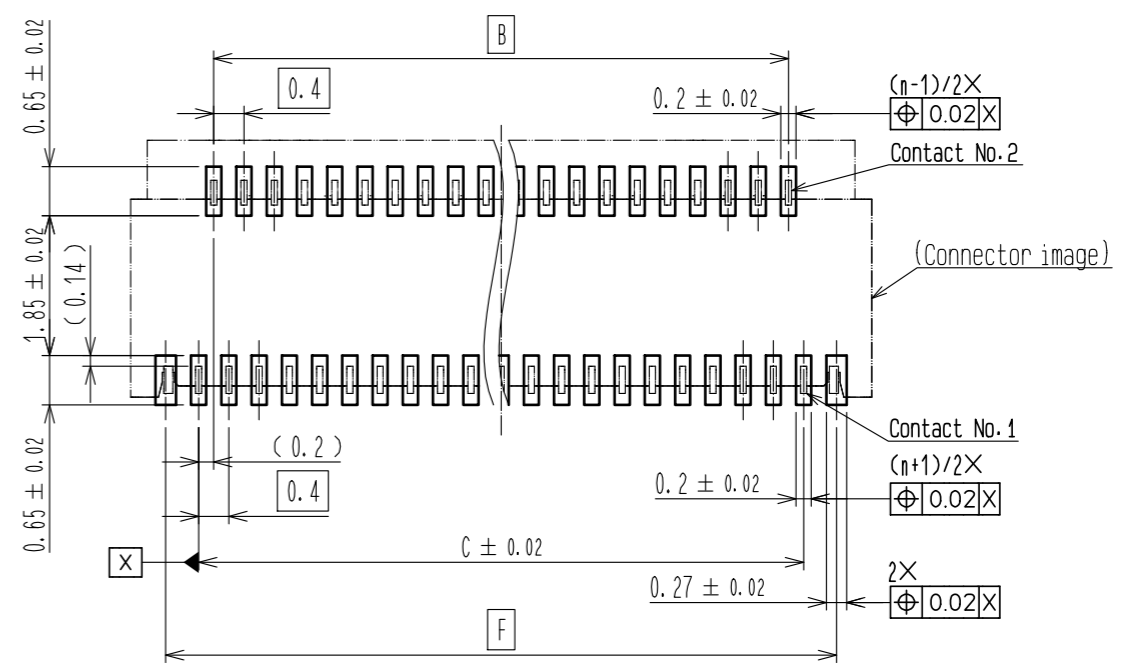 B
0.65 ± 0.02
0.4
0.2 ± 0.02
(n-1)/2X
⌖ 0.02 X
Contact No.2
(Connector image)
1.85 ± 0.02
(0.14)
Contact No.1
(n+1)/2X
⌖ 0.02 X
(0.2)
0.4
0.2 ± 0.02
0.65 ± 0.02
X
C ± 0.02
2X
⌖ 0.02 X
0.27 ± 0.02
F